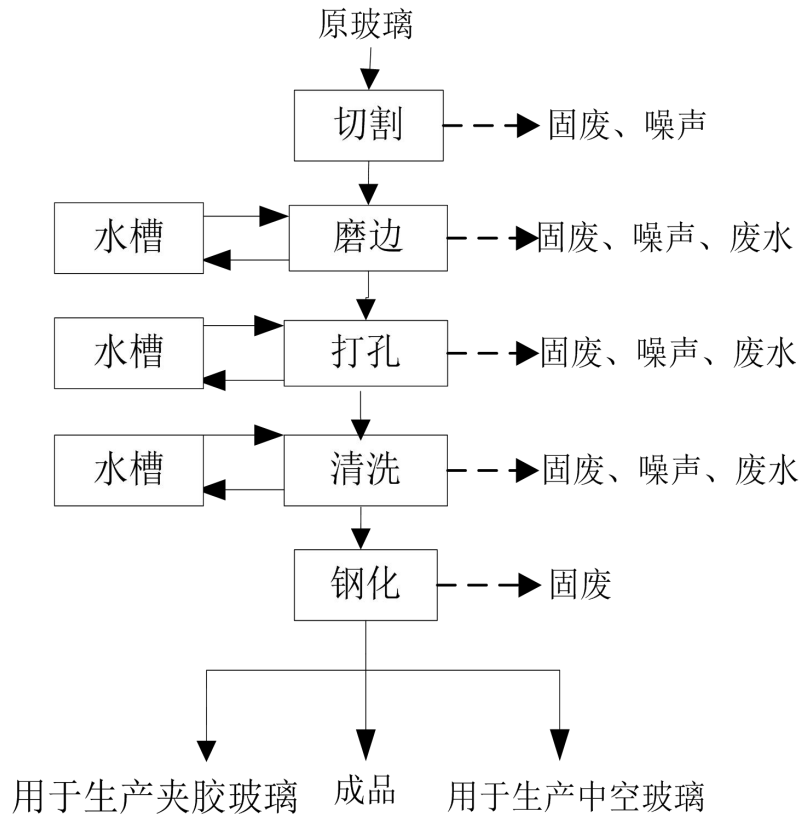 原玻璃
切割
固废、噪声
水槽
磨边
固废、噪声、废水
水槽
打孔
固废、噪声、废水
水槽
清洗
固废、噪声、废水
钢化
固废
用于生产夹胶玻璃
成品
用于生产中空玻璃